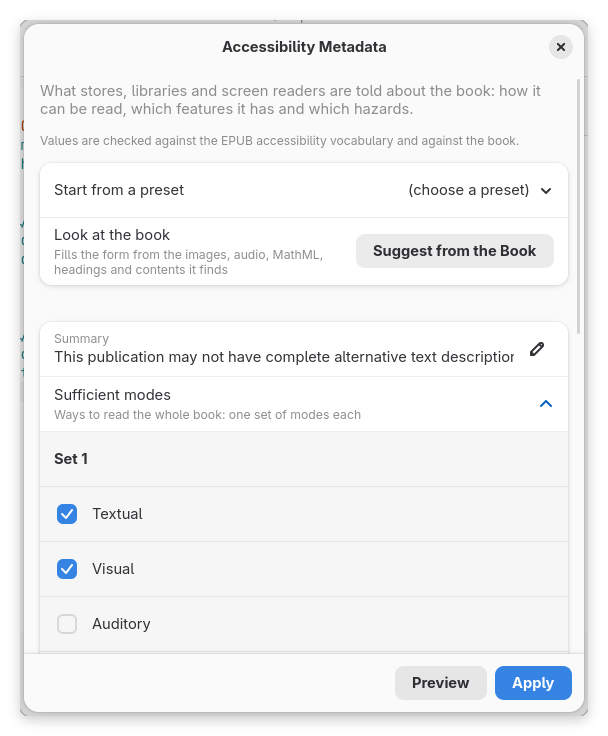 Accessibility Metadata
What stores, libraries and screen readers are told about the book: how it
can be read, which features it has and which hazards.
Values are checked against the EPUB accessibility vocabulary and against the book.
Start from a preset
(choose a preset)
Look at the book
Fills the form from the images, audio, MathML,
headings and contents it finds
Suggest from the Book
Summary
This publication may not have complete alternative text
Sufficient modes
Ways to read the whole book: one set of modes each
Set 1
Textual
Visual
Auditory
Preview
Apply